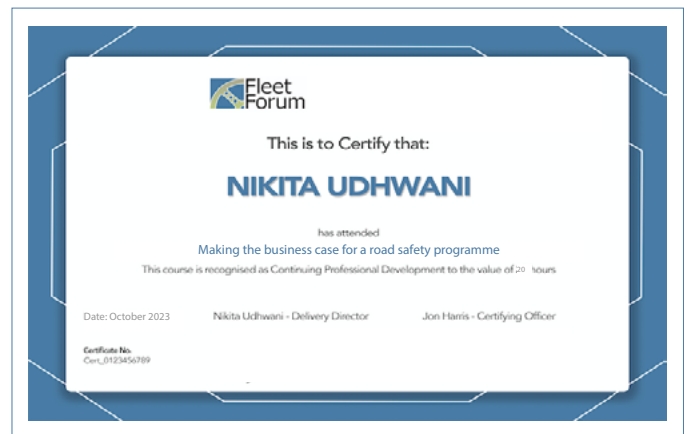 Fleet
Forum
This is to Certify that:
NIKITA UDHWANI
has attended
Making the business case for a road safety programme
This course is recognised as Continuing Professional Development to the value of 20 hours
Date: October 2023
Nikita Udhwani - Delivery Director
Jon Harris - Certifying Officer
Certificate No.
Cert_0123456789